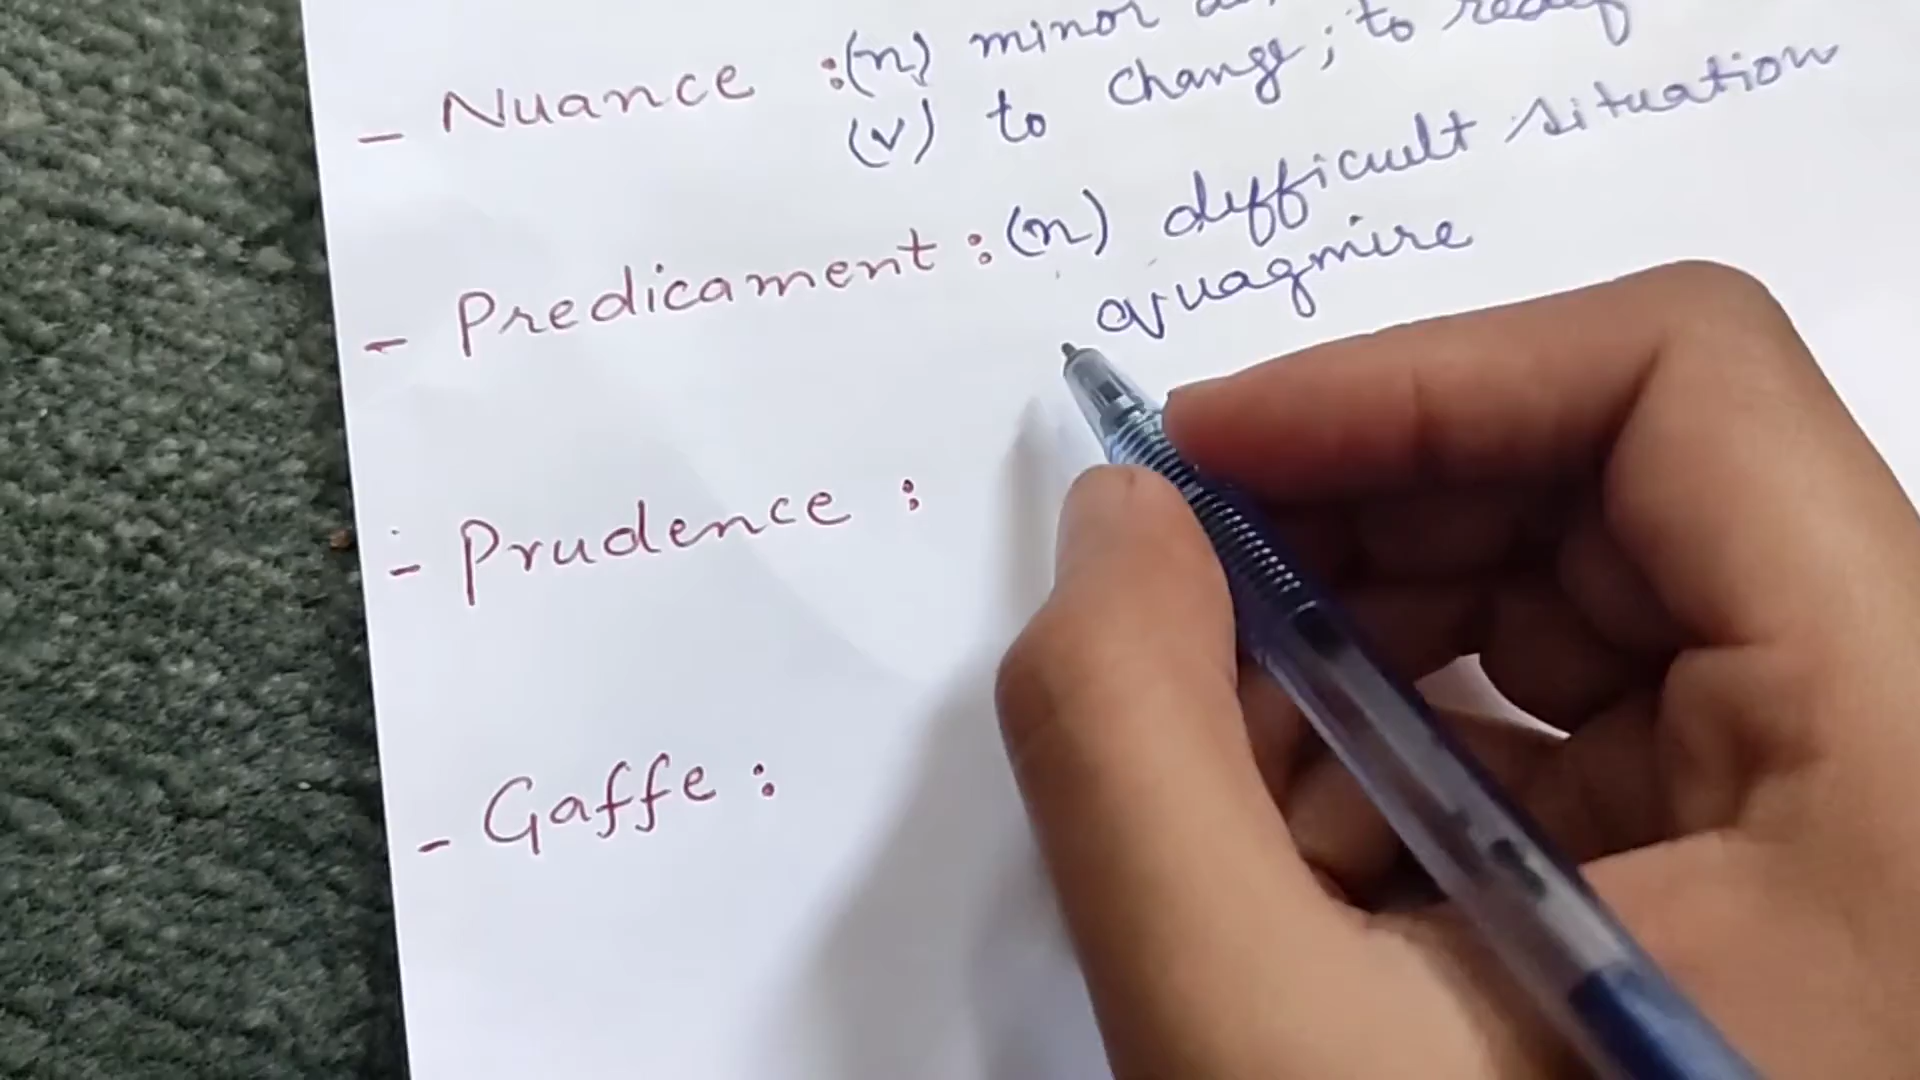 - Nuance : (n) minor
(v) to change ; to
- Predicament : (n) difficult situation
quagmire
- Prudence :
- Gaffe :